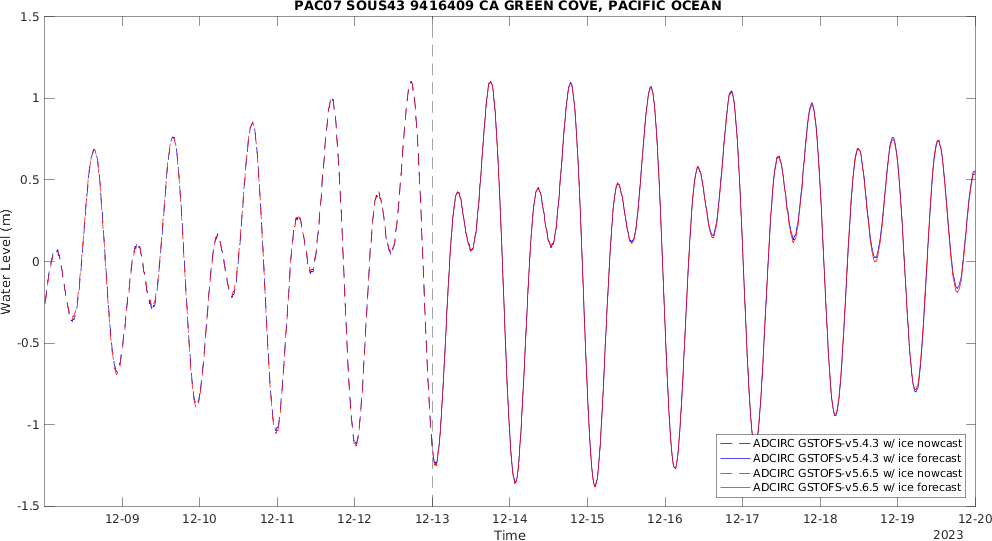 PAC07 SOUS43 9416409 CA GREEN COVE, PACIFIC OCEAN
1.5
1
0.5
0
-0.5
-1
-1.5
Water Level (m)
ADCIRC GSTOFS-v5.4.3 w/ ice nowcast
ADCIRC GSTOFS-v5.4.3 w/ ice forecast
ADCIRC GSTOFS-v5.6.5 w/ ice nowcast
ADCIRC GSTOFS-v5.6.5 w/ ice forecast
12-09 12-10 12-11 12-12 12-13 12-14 12-15 12-16 12-17 12-18 12-19 12-20
Time
2023